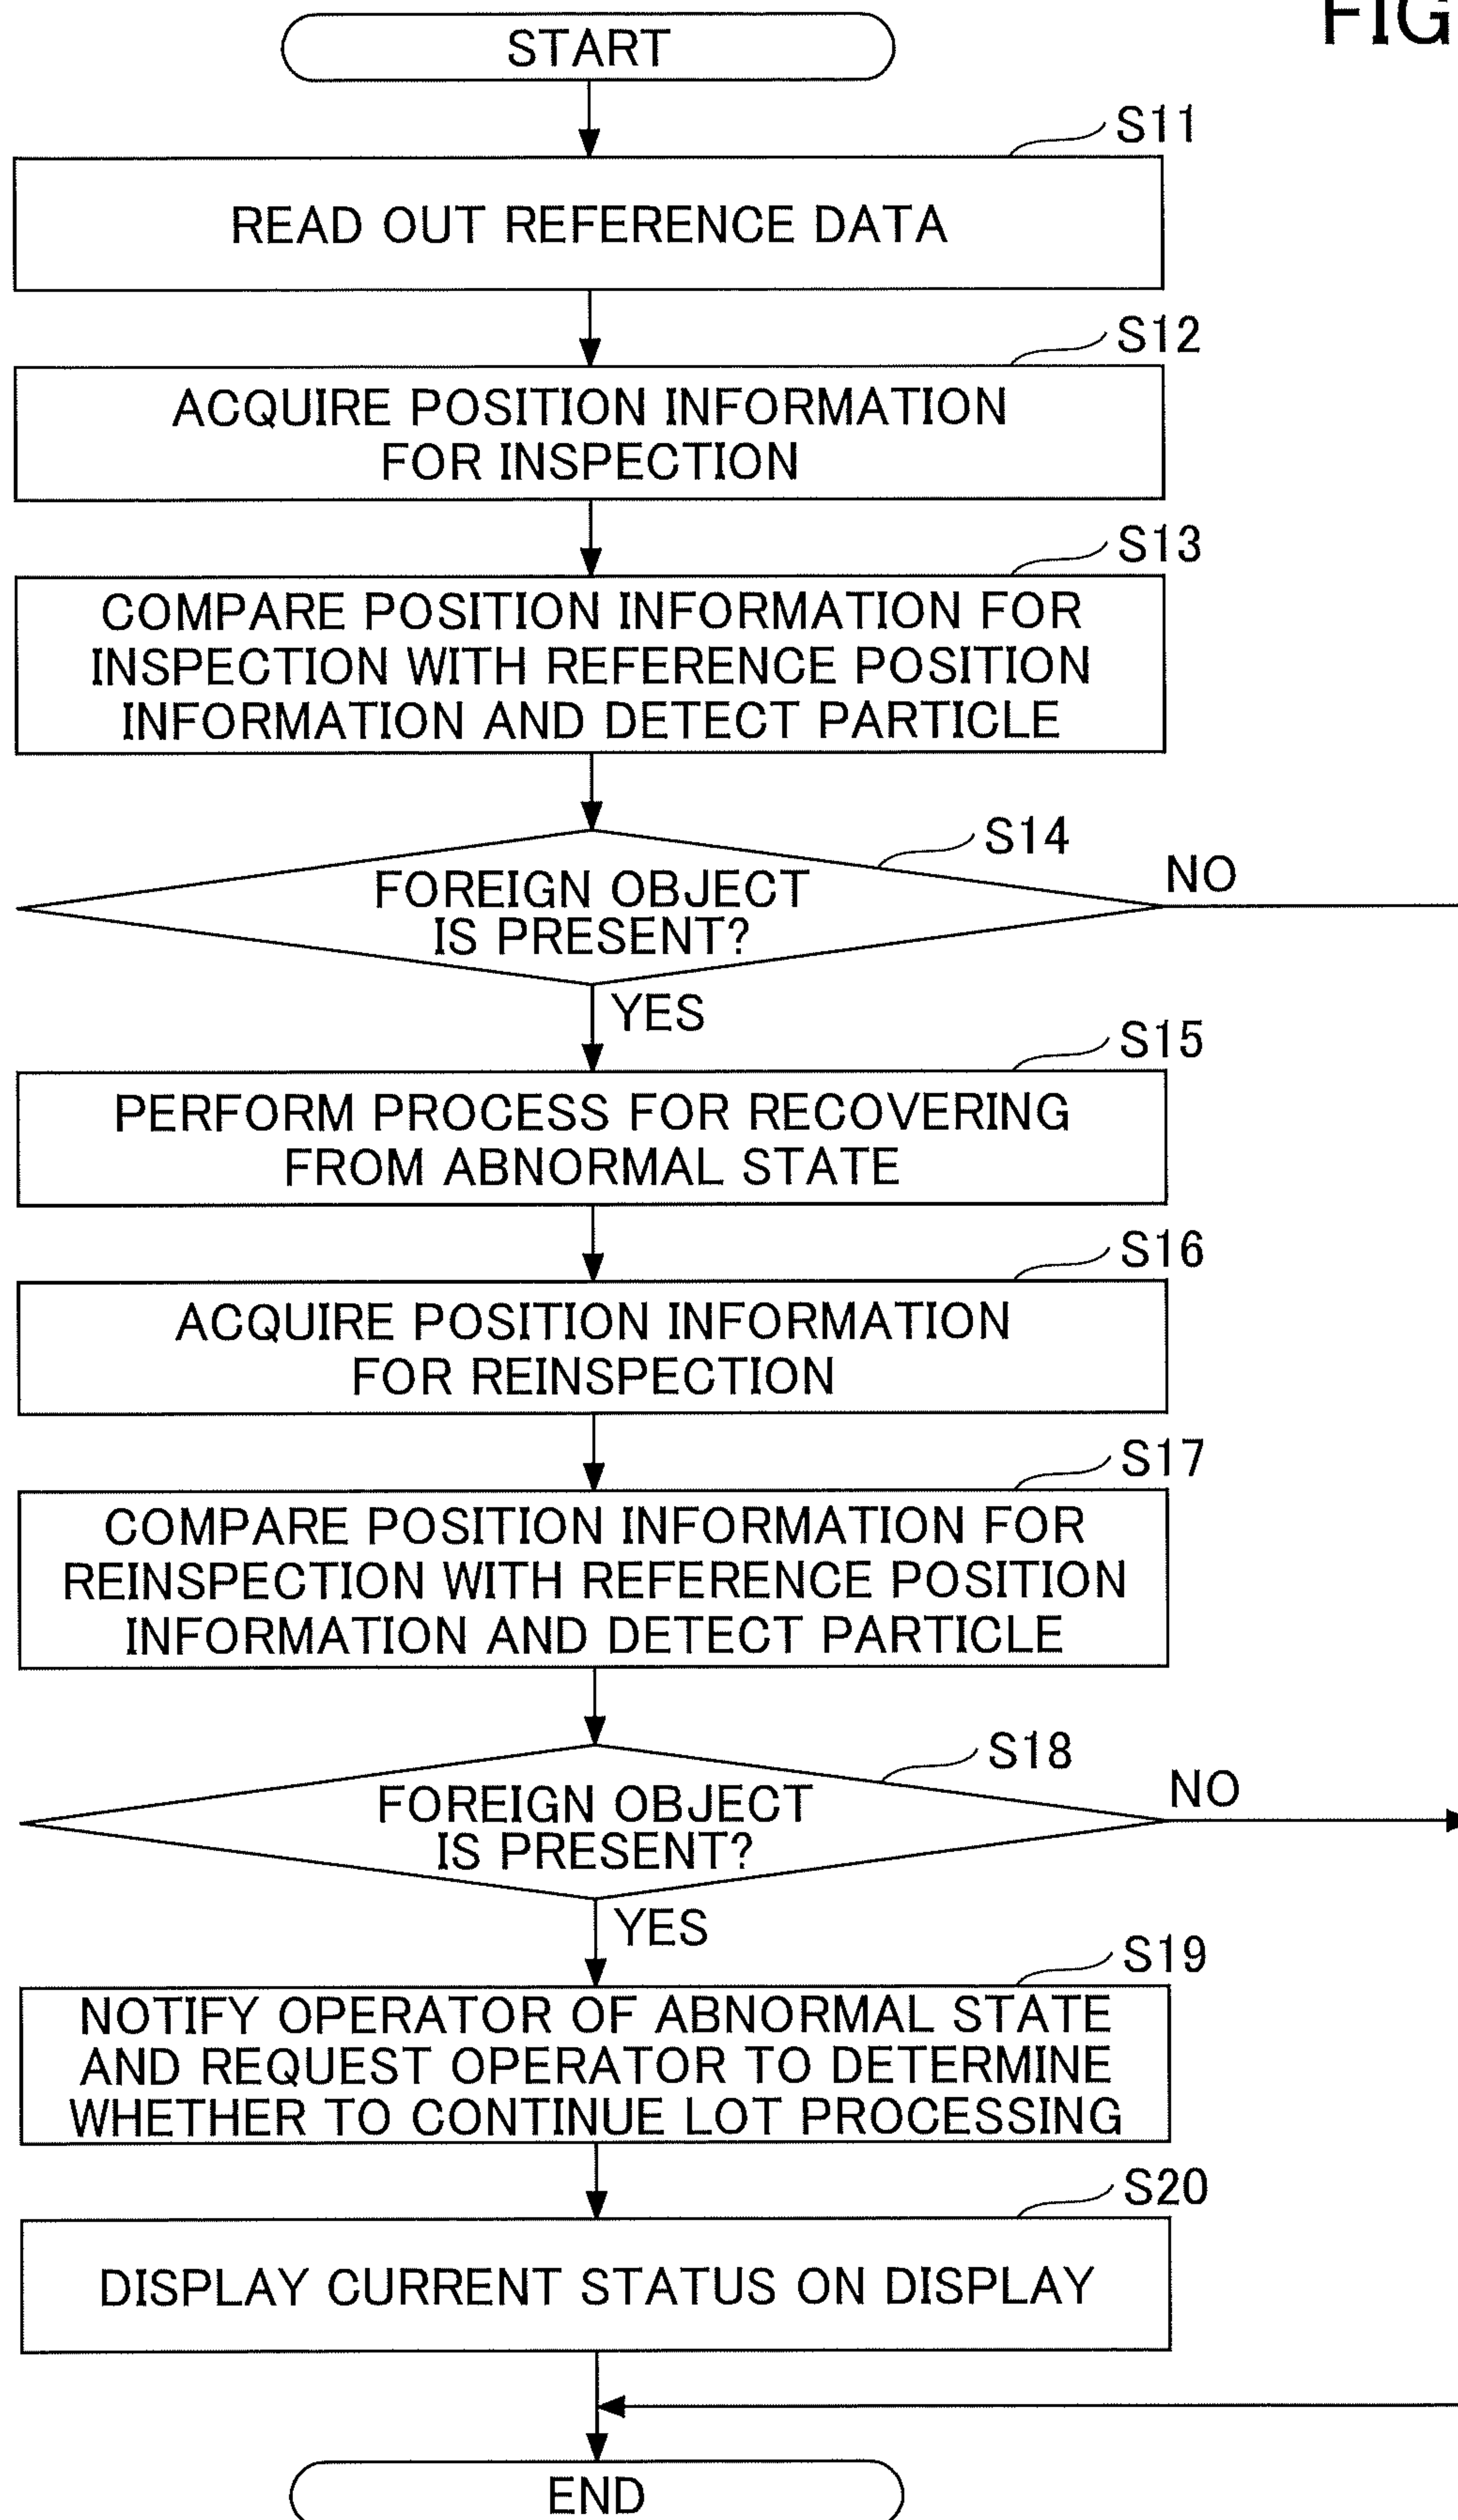 FIG
START
S11
READ OUT REFERENCE DATA
S12
ACQUIRE POSITION INFORMATION
FOR INSPECTION
S13
COMPARE POSITION INFORMATION FOR
INSPECTION WITH REFERENCE POSITION
INFORMATION AND DETECT PARTICLE
S14
FOREIGN OBJECT
IS PRESENT?
NO
YES
S15
PERFORM PROCESS FOR RECOVERING
FROM ABNORMAL STATE
S16
ACQUIRE POSITION INFORMATION
FOR REINSPECTION
S17
COMPARE POSITION INFORMATION FOR
REINSPECTION WITH REFERENCE POSITION
INFORMATION AND DETECT PARTICLE
S18
FOREIGN OBJECT
IS PRESENT?
NO
YES
S19
NOTIFY OPERATOR OF ABNORMAL STATE
AND REQUEST OPERATOR TO DETERMINE
WHETHER TO CONTINUE LOT PROCESSING
S20
DISPLAY CURRENT STATUS ON DISPLAY
END